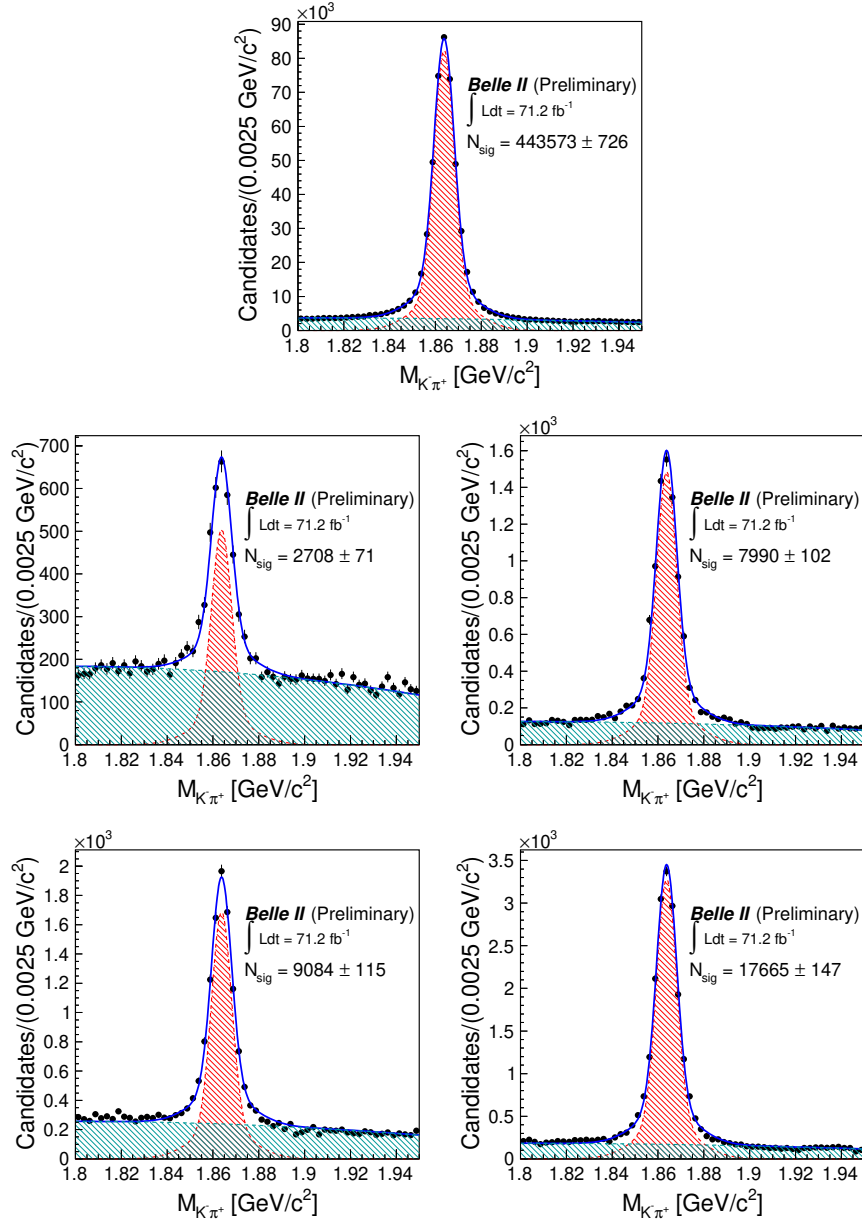 ×10³
Candidates/(0.0025 GeV/c²)
90
80
70
60
50
40
30
20
10
0
Belle II (Preliminary)
∫ Ldt = 71.2 fb⁻¹
N_sig = 443573 ± 726
1.8 1.82 1.84 1.86 1.88 1.9 1.92 1.94
M_K⁻π⁺ [GeV/c²]
Candidates/(0.0025 GeV/c²)
700
600
500
400
300
200
100
0
Belle II (Preliminary)
∫ Ldt = 71.2 fb⁻¹
N_sig = 2708 ± 71
1.8 1.82 1.84 1.86 1.88 1.9 1.92 1.94
M_K⁻π⁺ [GeV/c²]
×10³
Candidates/(0.0025 GeV/c²)
1.6
1.4
1.2
1
0.8
0.6
0.4
0.2
0
Belle II (Preliminary)
∫ Ldt = 71.2 fb⁻¹
N_sig = 7990 ± 102
1.8 1.82 1.84 1.86 1.88 1.9 1.92 1.94
M_K⁻π⁺ [GeV/c²]
×10³
Candidates/(0.0025 GeV/c²)
2
1.8
1.6
1.4
1.2
1
0.8
0.6
0.4
0.2
0
Belle II (Preliminary)
∫ Ldt = 71.2 fb⁻¹
N_sig = 9084 ± 115
1.8 1.82 1.84 1.86 1.88 1.9 1.92 1.94
M_K⁻π⁺ [GeV/c²]
×10³
Candidates/(0.0025 GeV/c²)
3.5
3
2.5
2
1.5
1
0.5
0
Belle II (Preliminary)
∫ Ldt = 71.2 fb⁻¹
N_sig = 17665 ± 147
1.8 1.82 1.84 1.86 1.88 1.9 1.92 1.94
M_K⁻π⁺ [GeV/c²]